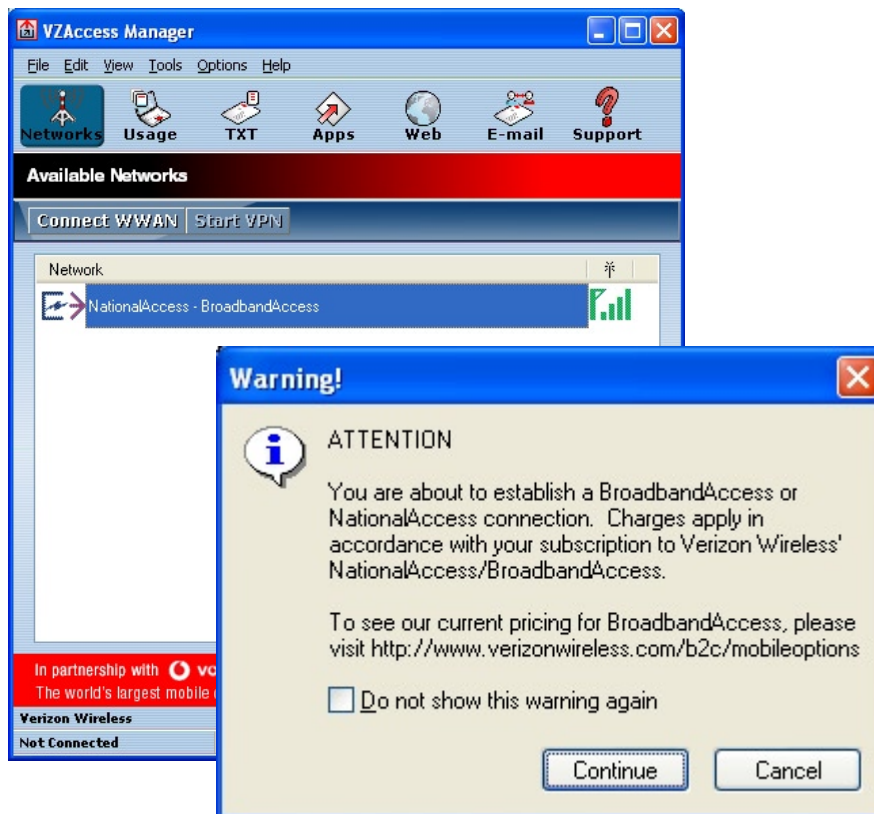 VZAccess Manager
File Edit View Tools Options Help
Networks Usage TXT Apps Web E-mail Support
Available Networks
Connect WWAN Start VPN
Network
NationalAccess - BroadbandAccess
Warning!
ATTENTION
You are about to establish a BroadbandAccess or
NationalAccess connection. Charges apply in
accordance with your subscription to Verizon Wireless'
NationalAccess/BroadbandAccess.
To see our current pricing for BroadbandAccess, please
visit http://www.verizonwireless.com/b2c/mobileoptions
Do not show this warning again
Continue Cancel
In partnership with
The world's largest mobile
Verizon Wireless
Not Connected